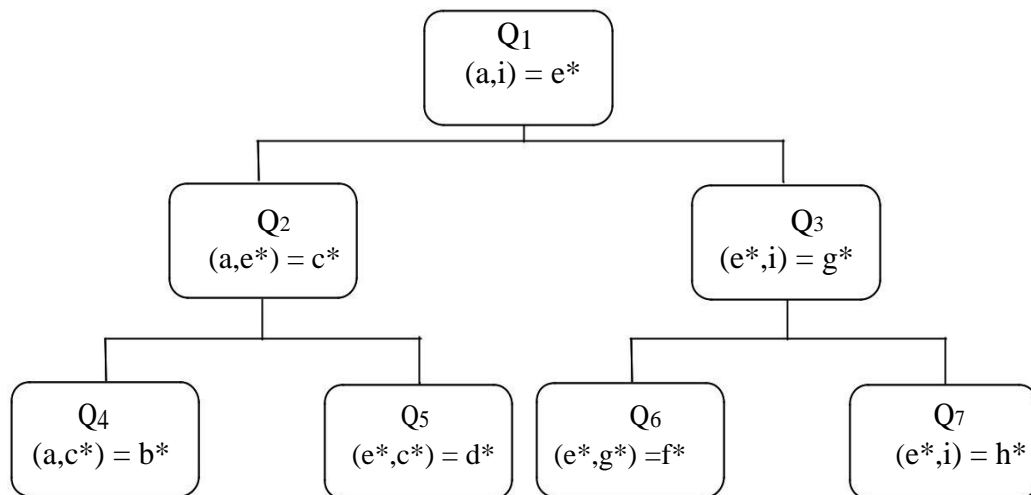 Q1
(a,i) = e*
Q2
(a,e*) = c*
Q3
(e*,i) = g*
Q4
(a,c*) = b*
Q5
(e*,c*) = d*
Q6
(e*,g*) =f*
Q7
(e*,i) = h*